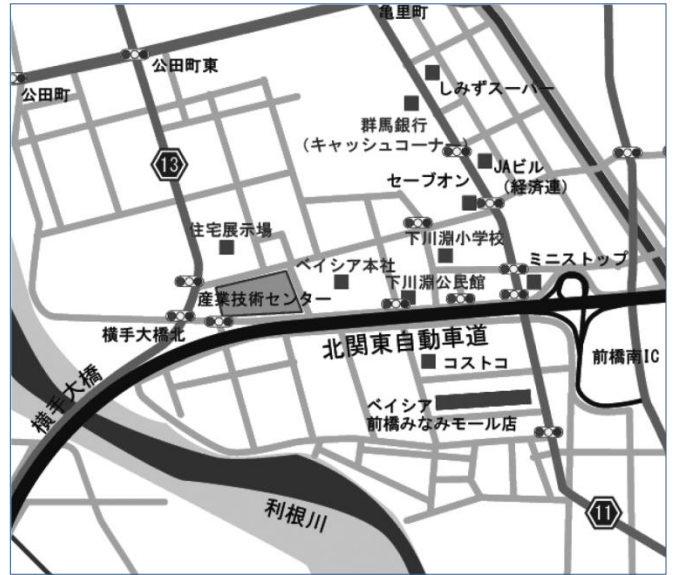 亀里町
公田町東
公田町
しみずスーパー
群馬銀行
(キャッシュコーナー)
13
JAビル
(経済連)
セーブオン
住宅展示場
下川淵小学校
ミニストップ
ベイシア本社
下川淵公民館
産業技術センター
横手大橋北
北関東自動車道
前橋南IC
コストコ
横手大橋
ベイシア
前橋みなみモール店
利根川
11